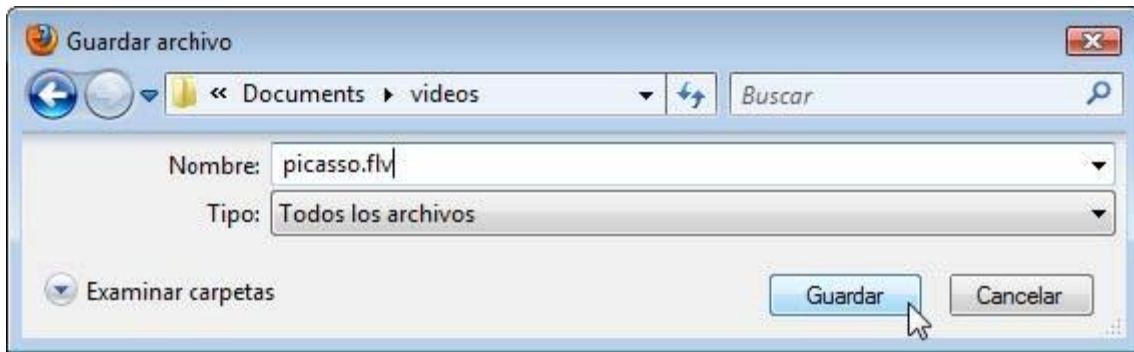 Guardar archivo
« Documents ▸ videos Buscar
Nombre: picasso.flv
Tipo: Todos los archivos
Examinar carpetas Guardar Cancelar